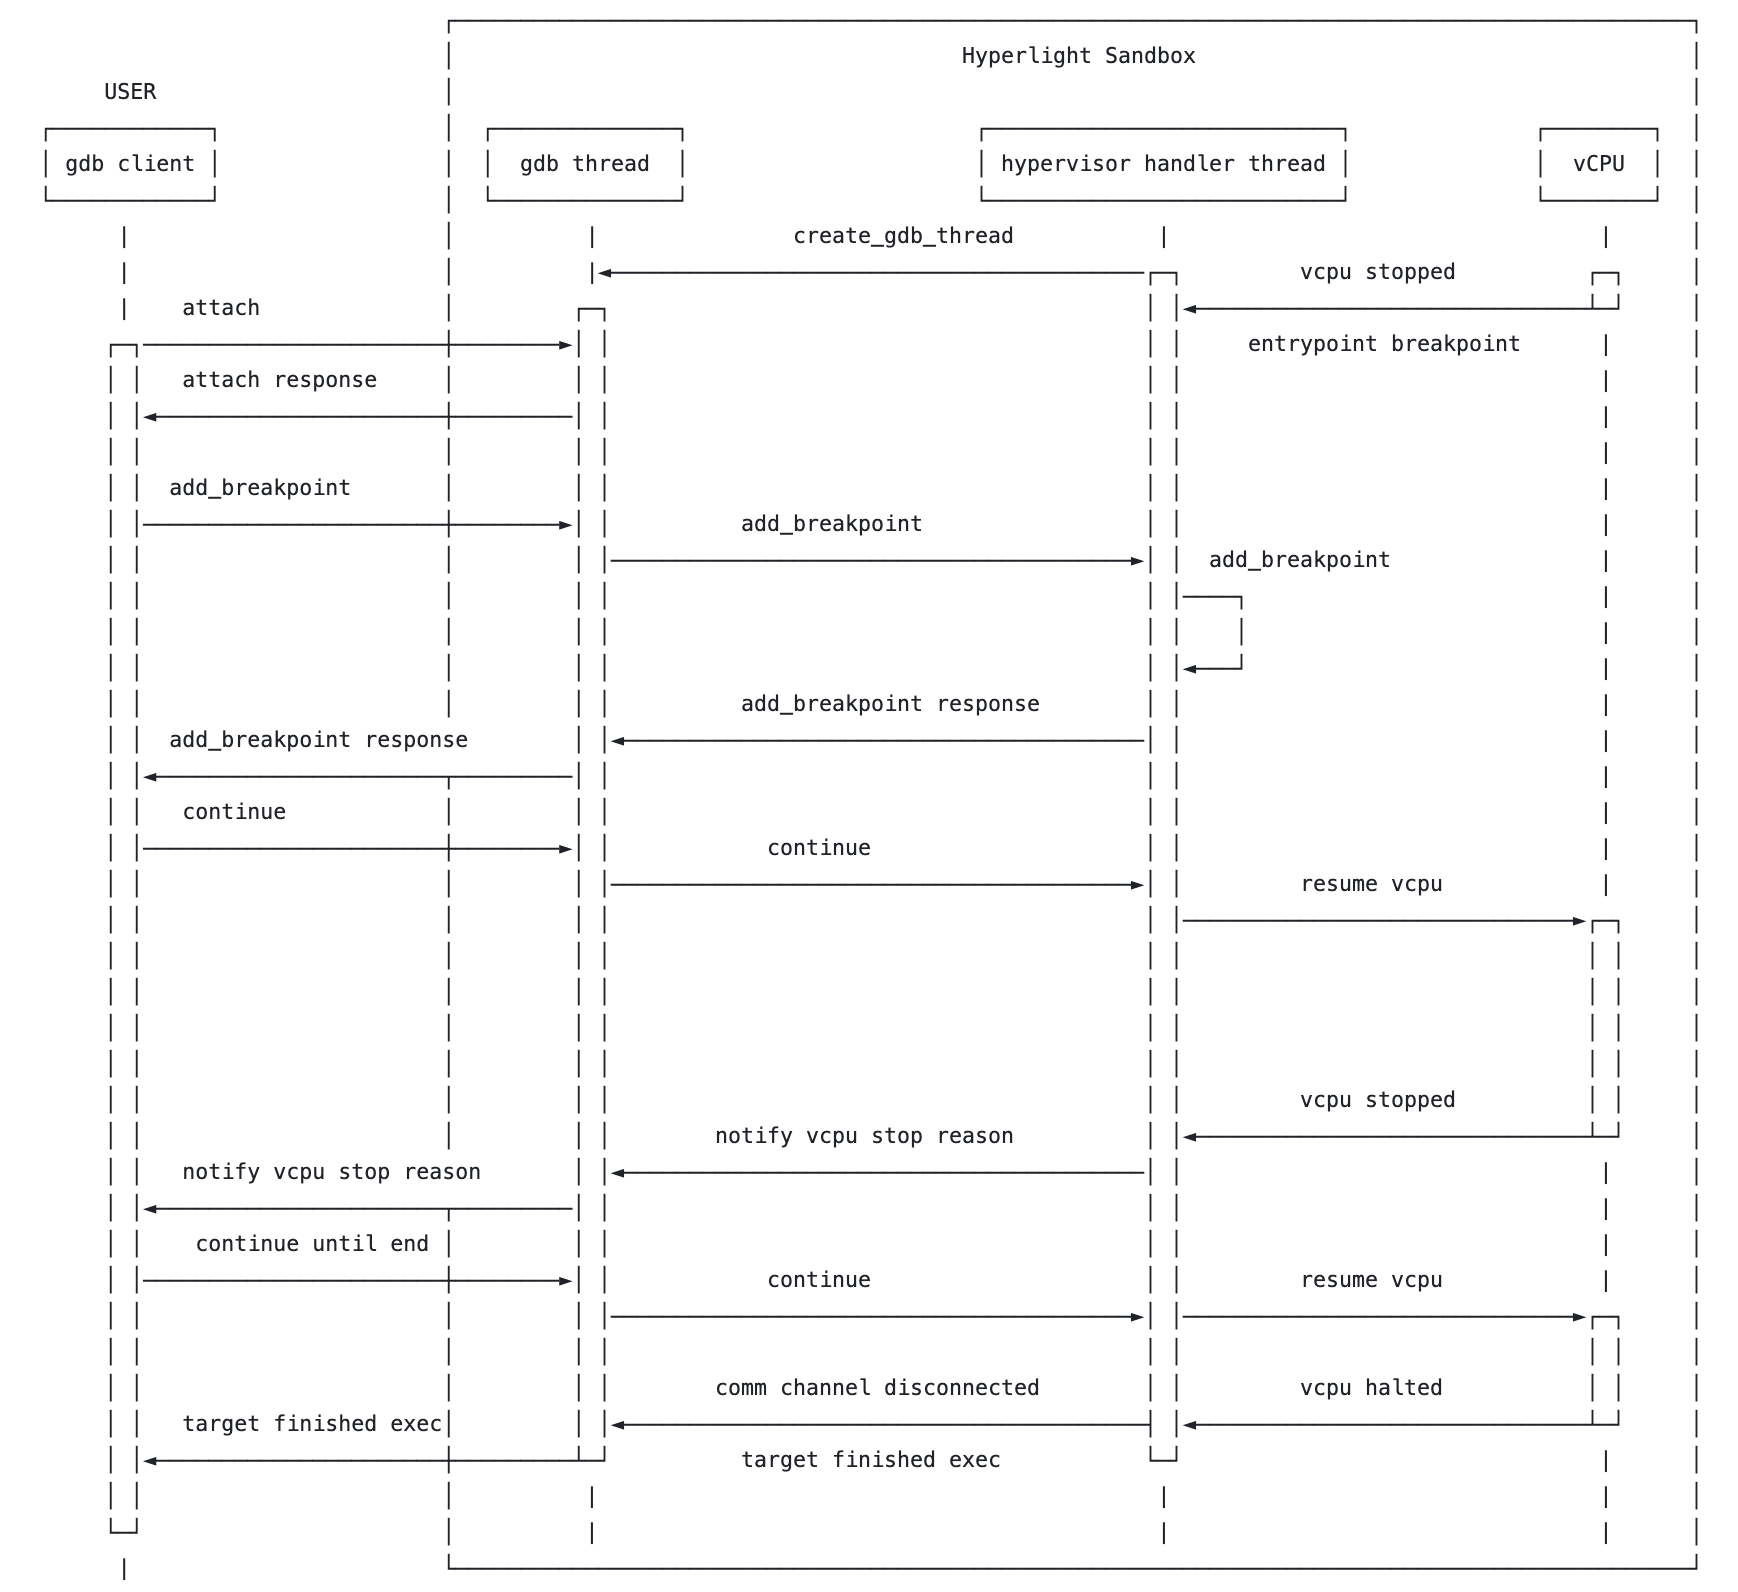 Hyperlight Sandbox
USER
gdb client
gdb thread
hypervisor handler thread
vCPU
create_gdb_thread
vcpu stopped
attach
entrypoint breakpoint
attach response
add_breakpoint
add_breakpoint
add_breakpoint
add_breakpoint response
add_breakpoint response
continue
continue
resume vcpu
vcpu stopped
notify vcpu stop reason
notify vcpu stop reason
continue until end
continue
resume vcpu
comm channel disconnected
vcpu halted
target finished exec
target finished exec